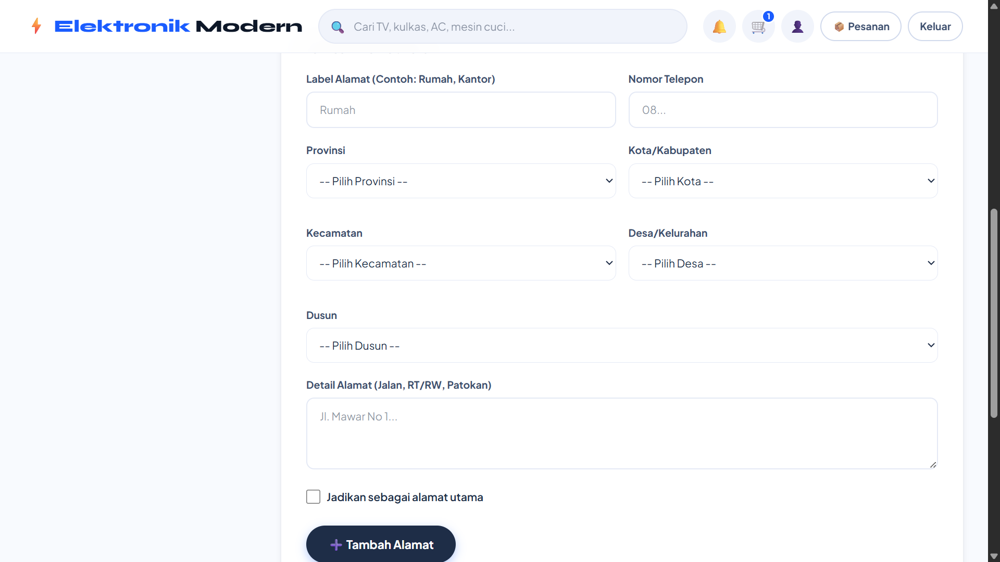 Elektronik Modern
Cari TV, kulkas, AC, mesin cuci...
1
Pesanan
Keluar
Label Alamat (Contoh: Rumah, Kantor)
Nomor Telepon
Rumah
08...
Provinsi
Kota/Kabupaten
-- Pilih Provinsi --
-- Pilih Kota --
Kecamatan
Desa/Kelurahan
-- Pilih Kecamatan --
-- Pilih Desa --
Dusun
-- Pilih Dusun --
Detail Alamat (Jalan, RT/RW, Patokan)
Jl. Mawar No 1...
Jadikan sebagai alamat utama
Tambah Alamat